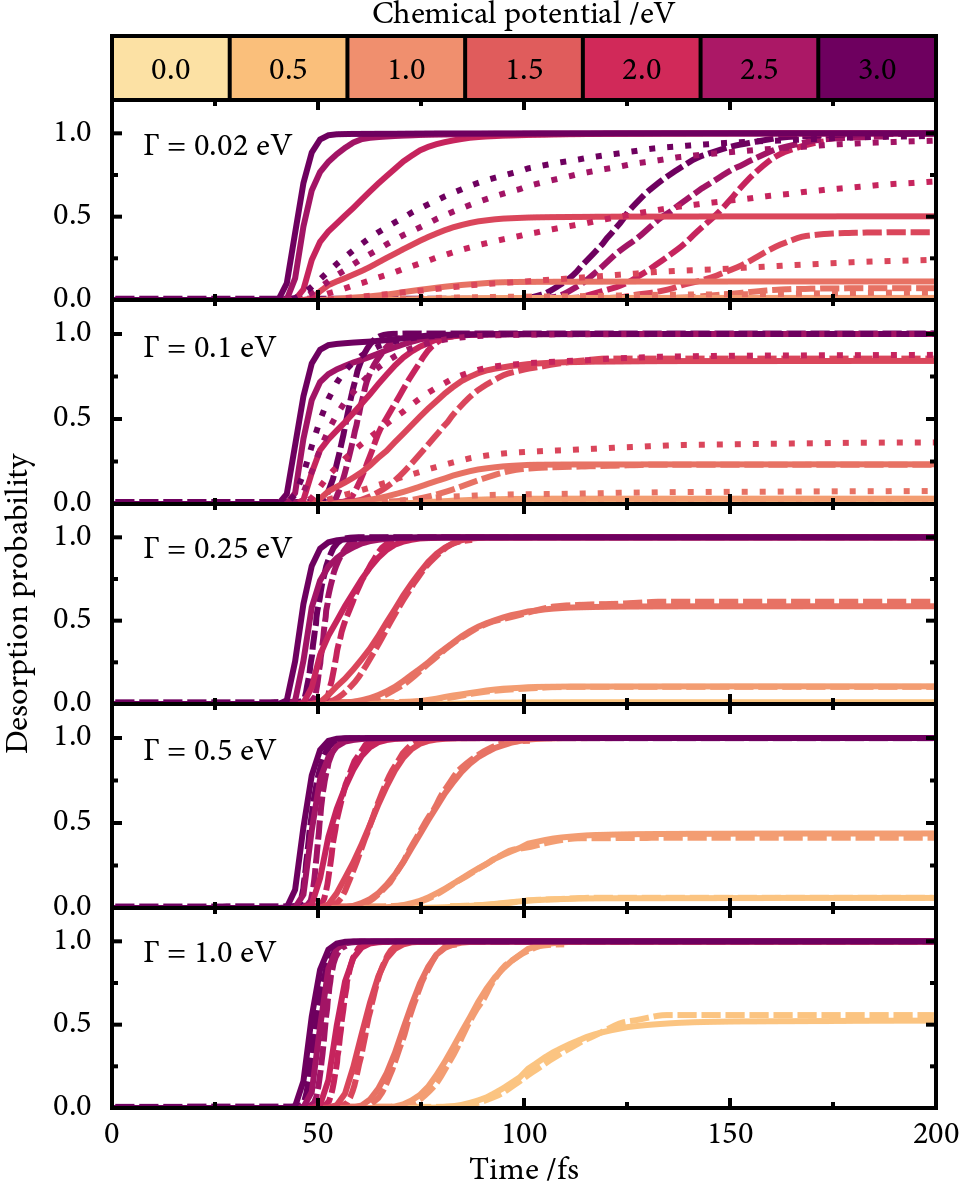 Chemical potential /eV
0.0 0.5 1.0 1.5 2.0 2.5 3.0
1.0
Γ = 0.02 eV
0.5
0.0
1.0
Γ = 0.1 eV
0.5
0.0
Desorption probability
1.0
Γ = 0.25 eV
0.5
0.0
1.0
Γ = 0.5 eV
0.5
0.0
1.0
Γ = 1.0 eV
0.5
0.0
0 50 100 150 200
Time /fs